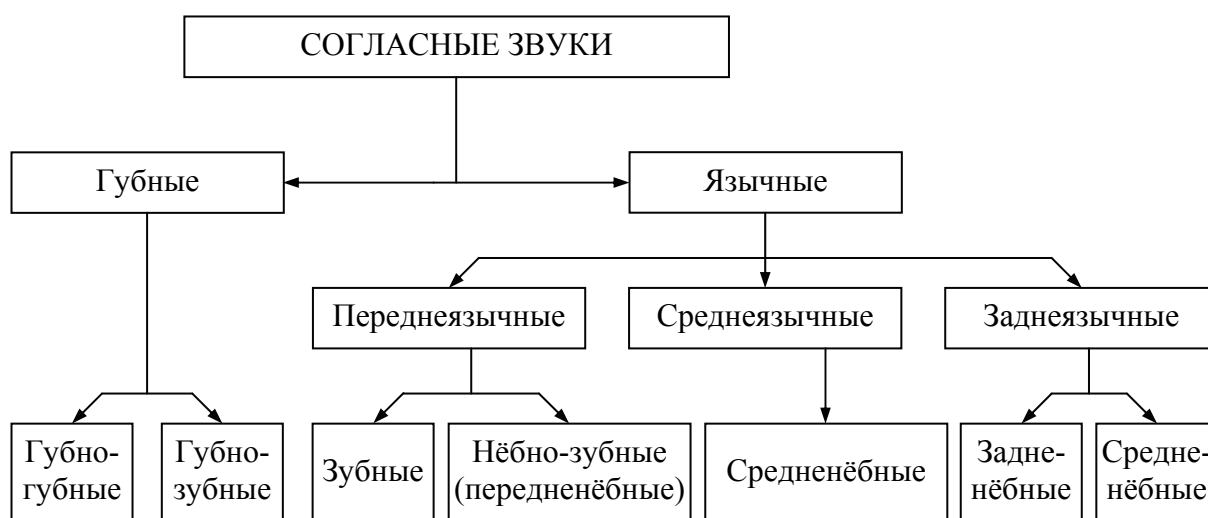 СОГЛАСНЫЕ ЗВУКИ
Губные
Язычные
Переднеязычные
Среднеязычные
Заднеязычные
Губно-
губные
Губно-
зубные
Зубные
Нёбно-зубные
(передненёбные)
Средненёбные
Задне-
нёбные
Средне-
нёбные